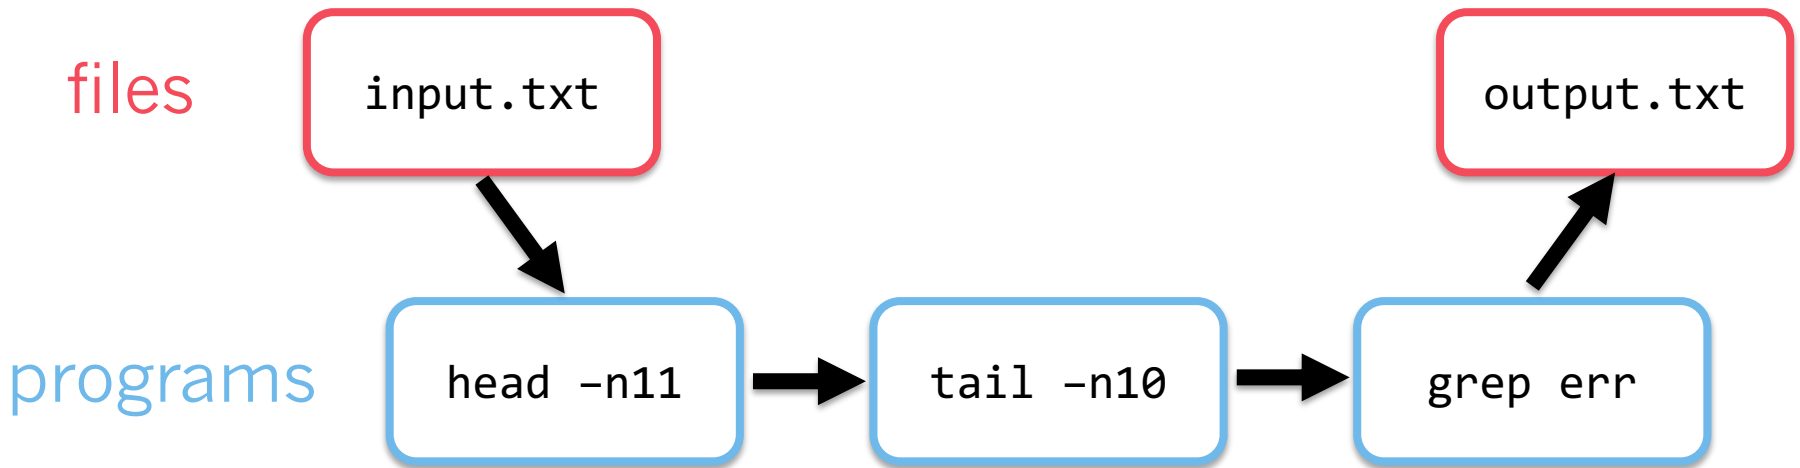 files
input.txt
output.txt
programs
head –n11
tail –n10
grep err